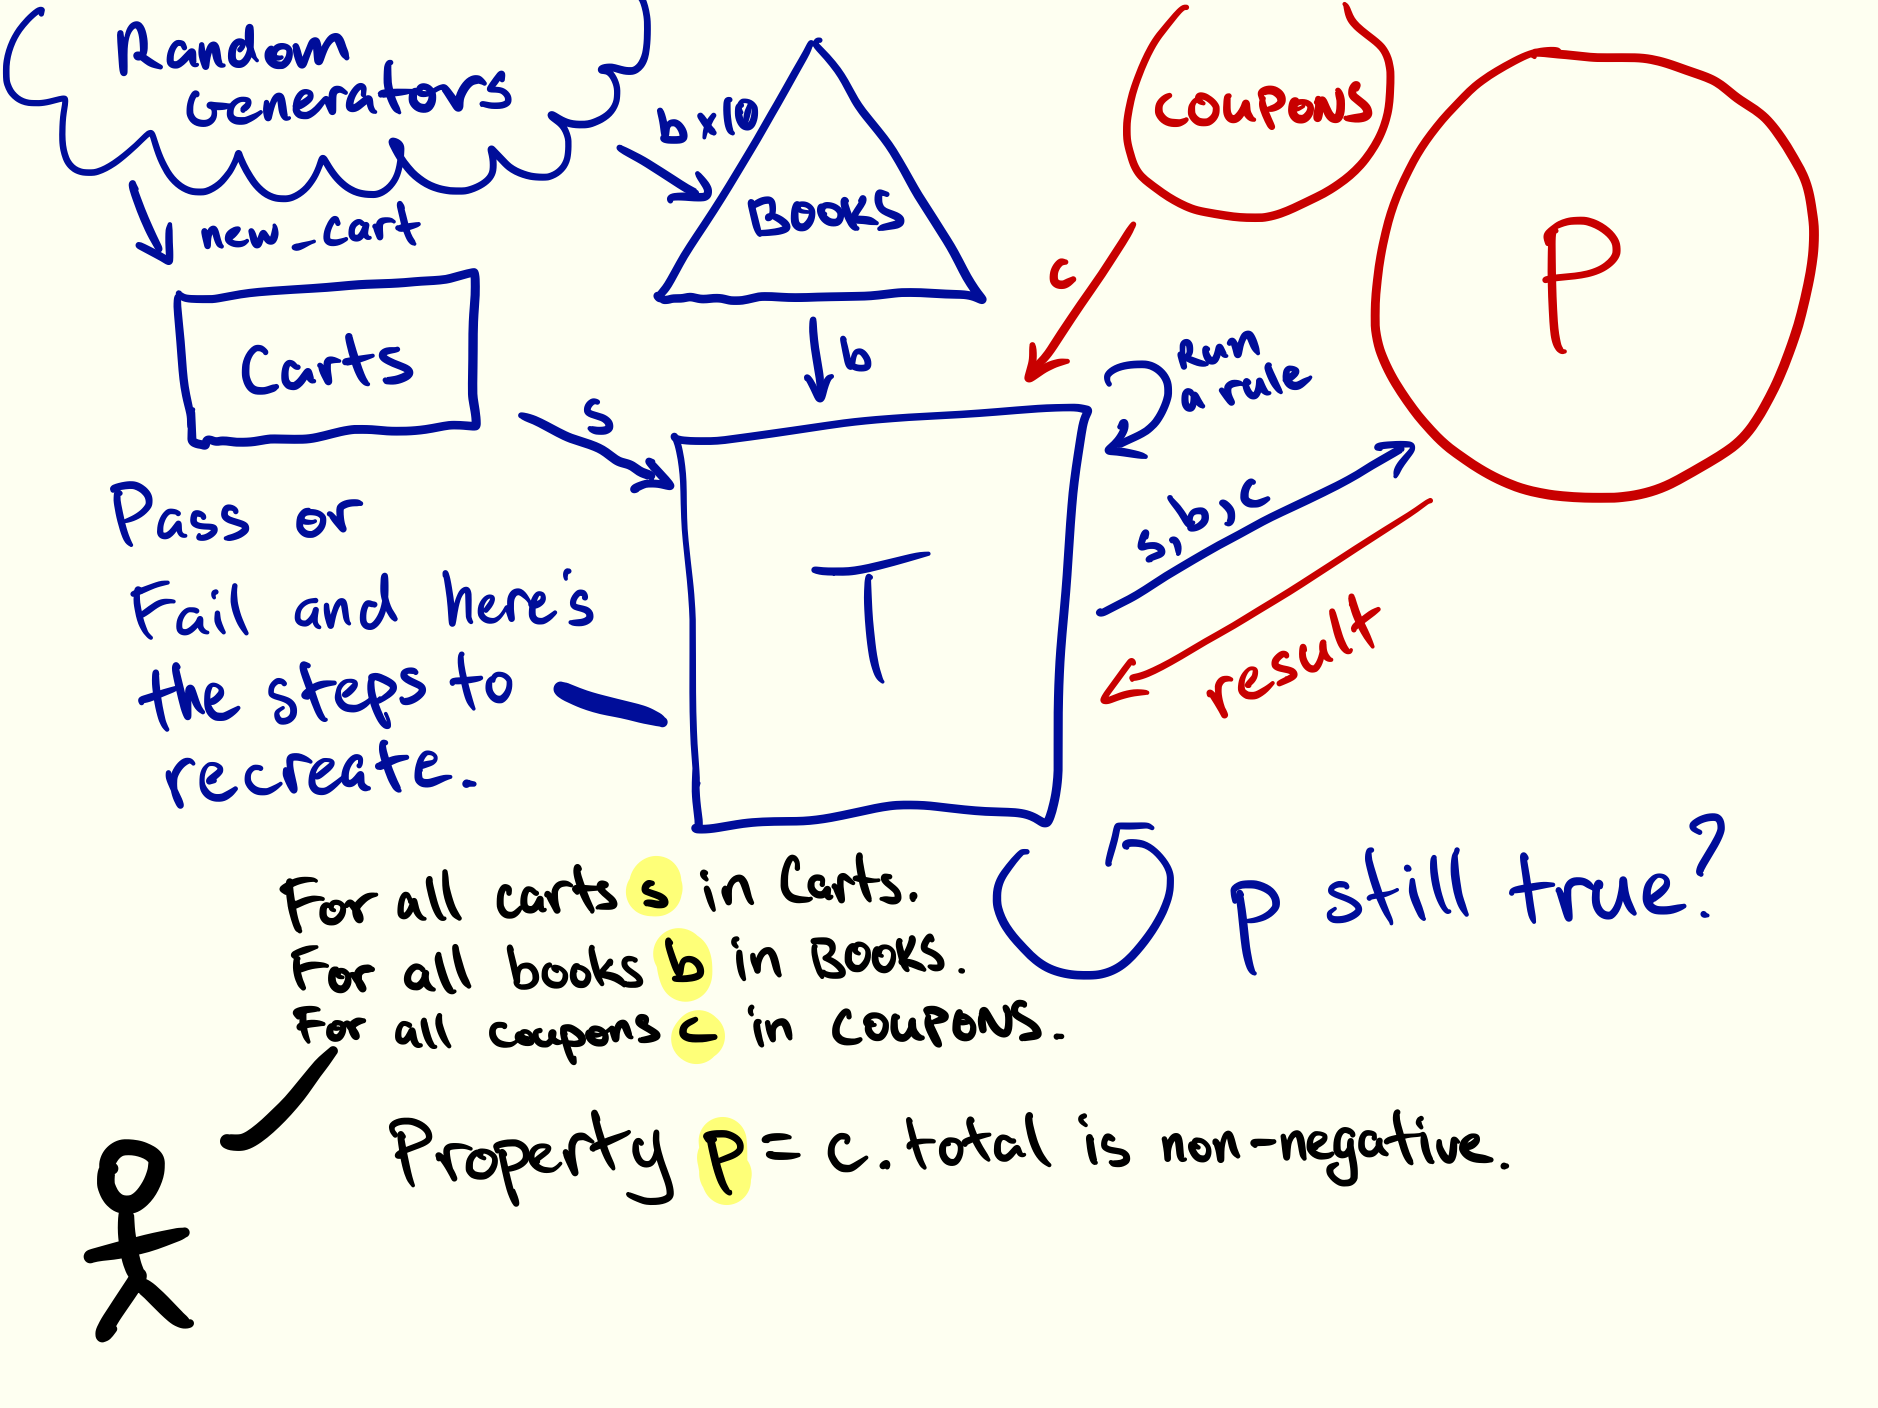 Random
Generators
b×10
COUPONS
new_cart
BOOKS
P
c
Carts
b
Run
a rule
s
Pass or
s,b,c
T
Fail and here's
result
the steps to
recreate.
For all carts s in Carts.
p still true?
For all books b in BOOKS.
For all coupons c in COUPONS.
Property p = c.total is non-negative.